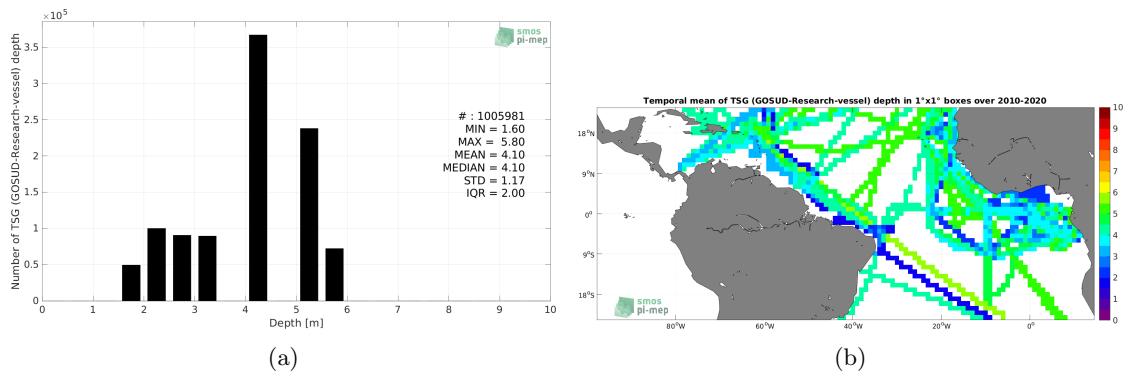 ×10⁵
3.5
3
2.5
2
1.5
1
0.5
0
0 1 2 3 4 5 6 7 8 9 10
Depth [m]
Number of TSG (GOSUD-Research-vessel) depth
smos
pi-mep
# : 1005981
MIN = 1.60
MAX = 5.80
MEAN = 4.10
MEDIAN = 4.10
STD = 1.17
IQR = 2.00
(a)
Temporal mean of TSG (GOSUD-Research-vessel) depth in 1°x1° boxes over 2010-2020
18°N
9°N
0°
9°S
18°S
80°W 60°W 40°W 20°W 0°
smos
pi-mep
10
9
8
7
6
5
4
3
2
1
0
(b)